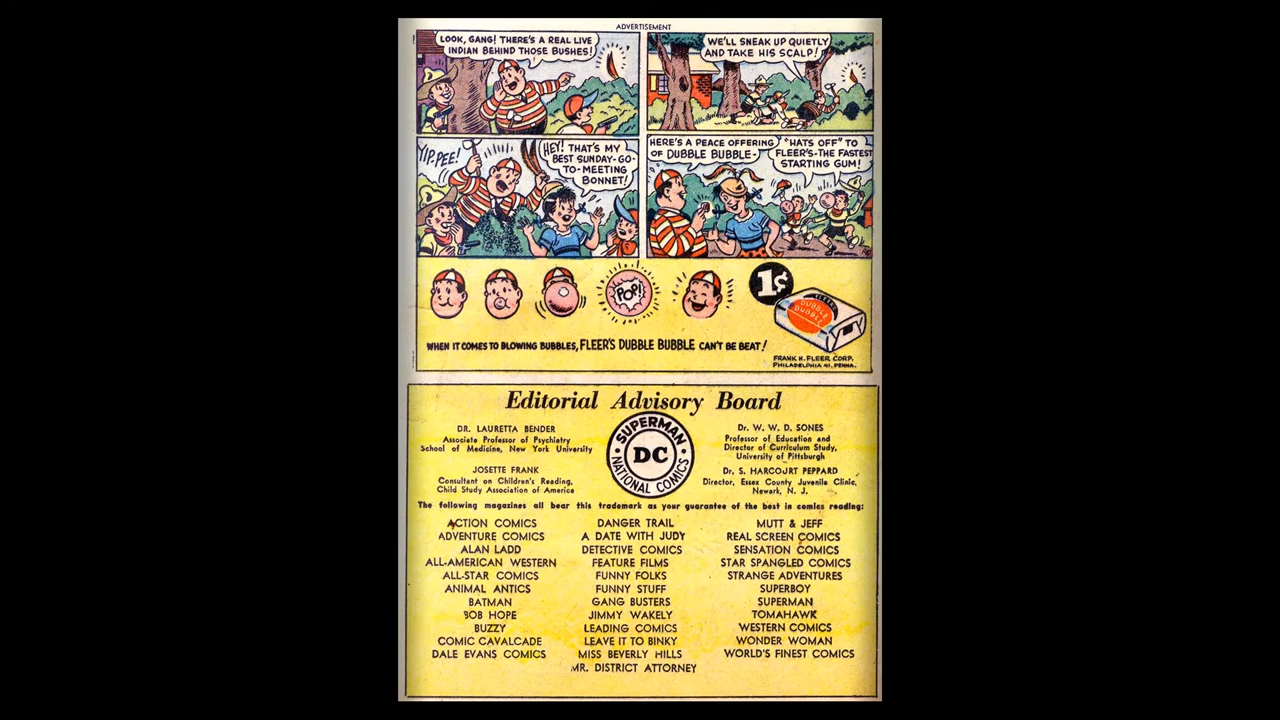 ADVERTISEMENT
LOOK, GANG! THERE'S A REAL LIVE
INDIAN BEHIND THOSE BUSHES!
WE'LL SNEAK UP QUIETLY
AND TAKE HIS SCALP!
YIP-PEE!
HEY! THAT'S MY
BEST SUNDAY-GO-
TO-MEETING
BONNET!
HERE'S A PEACE OFFERING
OF DUBBLE BUBBLE-
"HATS OFF" TO
FLEER'S-THE FASTEST
STARTING GUM!
POP!
1¢
FLEER
DUBBLE
BUBBLE
WHEN IT COMES TO BLOWING BUBBLES, FLEER'S DUBBLE BUBBLE CAN'T BE BEAT!
FRANK H. FLEER CORP.
PHILADELPHIA 41, PENNA.
Editorial Advisory Board
DR. LAURETTA BENDER
Associate Professor of Psychiatry
School of Medicine, New York University
JOSETTE FRANK
Consultant on Children's Reading,
Child Study Association of America
SUPERMAN
DC
NATIONAL COMICS
Dr. W. W. D. SONES
Professor of Education and
Director of Curriculum Study,
University of Pittsburgh
Dr. S. HARCOURT PEPPARD
Director, Essex County Juvenile Clinic,
Newark, N. J.
The following magazines all bear this trademark as your guarantee of the best in comics reading:
ACTION COMICS
ADVENTURE COMICS
ALAN LADD
ALL-AMERICAN WESTERN
ALL-STAR COMICS
ANIMAL ANTICS
BATMAN
BOB HOPE
BUZZY
COMIC CAVALCADE
DALE EVANS COMICS
DANGER TRAIL
A DATE WITH JUDY
DETECTIVE COMICS
FEATURE FILMS
FUNNY FOLKS
FUNNY STUFF
GANG BUSTERS
JIMMY WAKELY
LEADING COMICS
LEAVE IT TO BINKY
MISS BEVERLY HILLS
MR. DISTRICT ATTORNEY
MUTT & JEFF
REAL SCREEN COMICS
SENSATION COMICS
STAR SPANGLED COMICS
STRANGE ADVENTURES
SUPERBOY
SUPERMAN
TOMAHAWK
WESTERN COMICS
WONDER WOMAN
WORLD'S FINEST COMICS